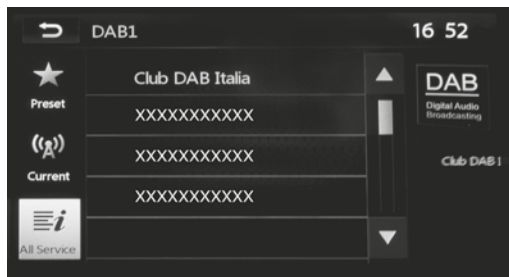 DAB1
16 52
Preset
Current
All Service
Club DAB Italia
XXXXXXXXXXX
XXXXXXXXXXX
XXXXXXXXXXX
DAB
Digital Audio
Broadcasting
Club DAB I